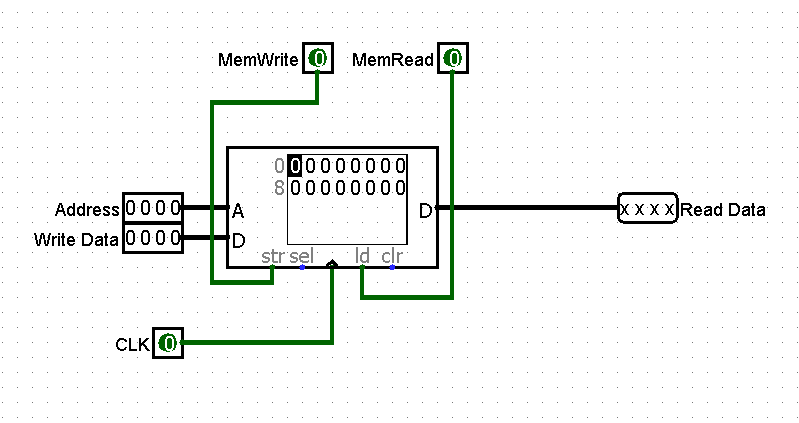 MemWrite 0 MemRead 0
0 0 0 0 0 0 0 0 0
8 0 0 0 0 0 0 0 0
Address 0 0 0 0 A D x x x x Read Data
Write Data 0 0 0 0 D
str sel ld clr
CLK 0